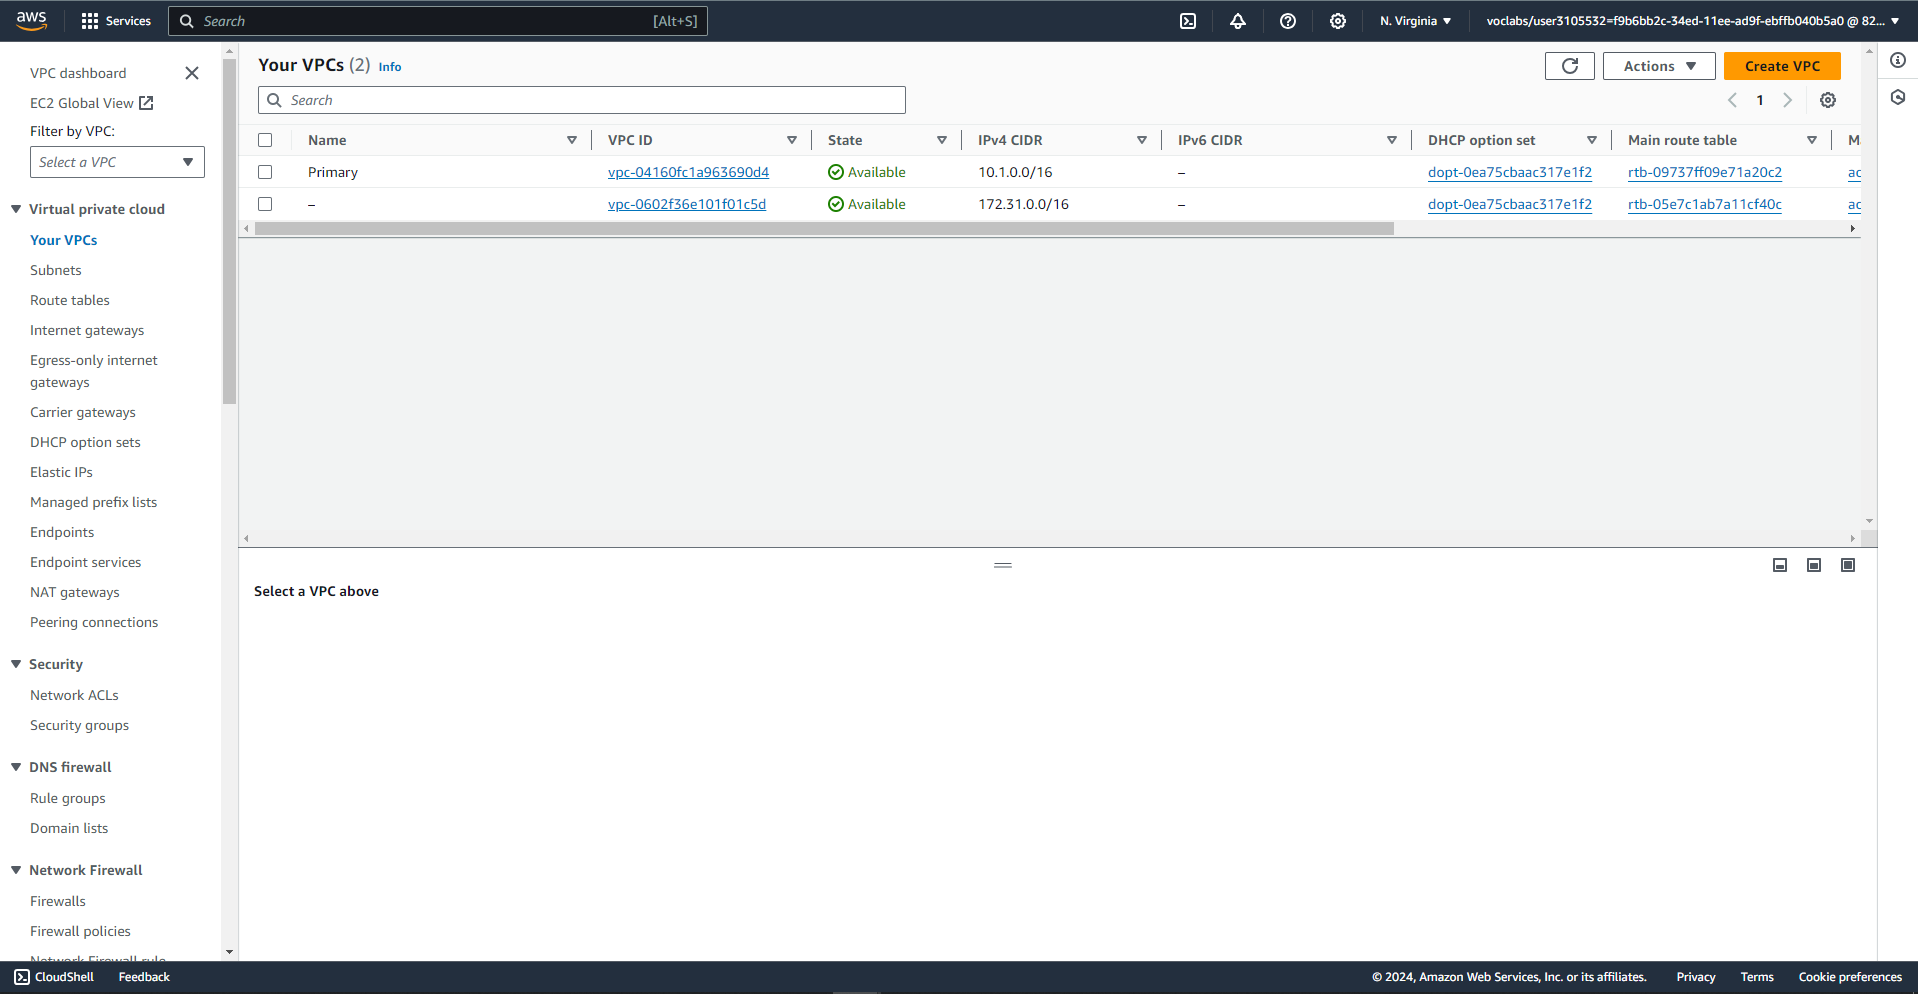 aws
Services
Search
[Alt+S]
N. Virginia
voclabs/user3105532=f9b6bb2c-34ed-11ee-ad9f-ebffb040b5a0 @ 82...
VPC dashboard
EC2 Global View
Filter by VPC:
Select a VPC
Virtual private cloud
Your VPCs
Subnets
Route tables
Internet gateways
Egress-only internet
gateways
Carrier gateways
DHCP option sets
Elastic IPs
Managed prefix lists
Endpoints
Endpoint services
NAT gateways
Peering connections
Security
Network ACLs
Security groups
DNS firewall
Rule groups
Domain lists
Network Firewall
Firewalls
Firewall policies
Network Firewall rule
Your VPCs (2) Info
Actions
Create VPC
Search
1
Name VPC ID State IPv4 CIDR IPv6 CIDR DHCP option set Main route table
Primary vpc-04160fc1a963690d4 Available 10.1.0.0/16 – dopt-0ea75cbaac317e1f2 rtb-09737ff09e71a20c2
– vpc-0602f36e101f01c5d Available 172.31.0.0/16 – dopt-0ea75cbaac317e1f2 rtb-05e7c1ab7a11cf40c
Select a VPC above
CloudShell
Feedback
© 2024, Amazon Web Services, Inc. or its affiliates.
Privacy
Terms
Cookie preferences